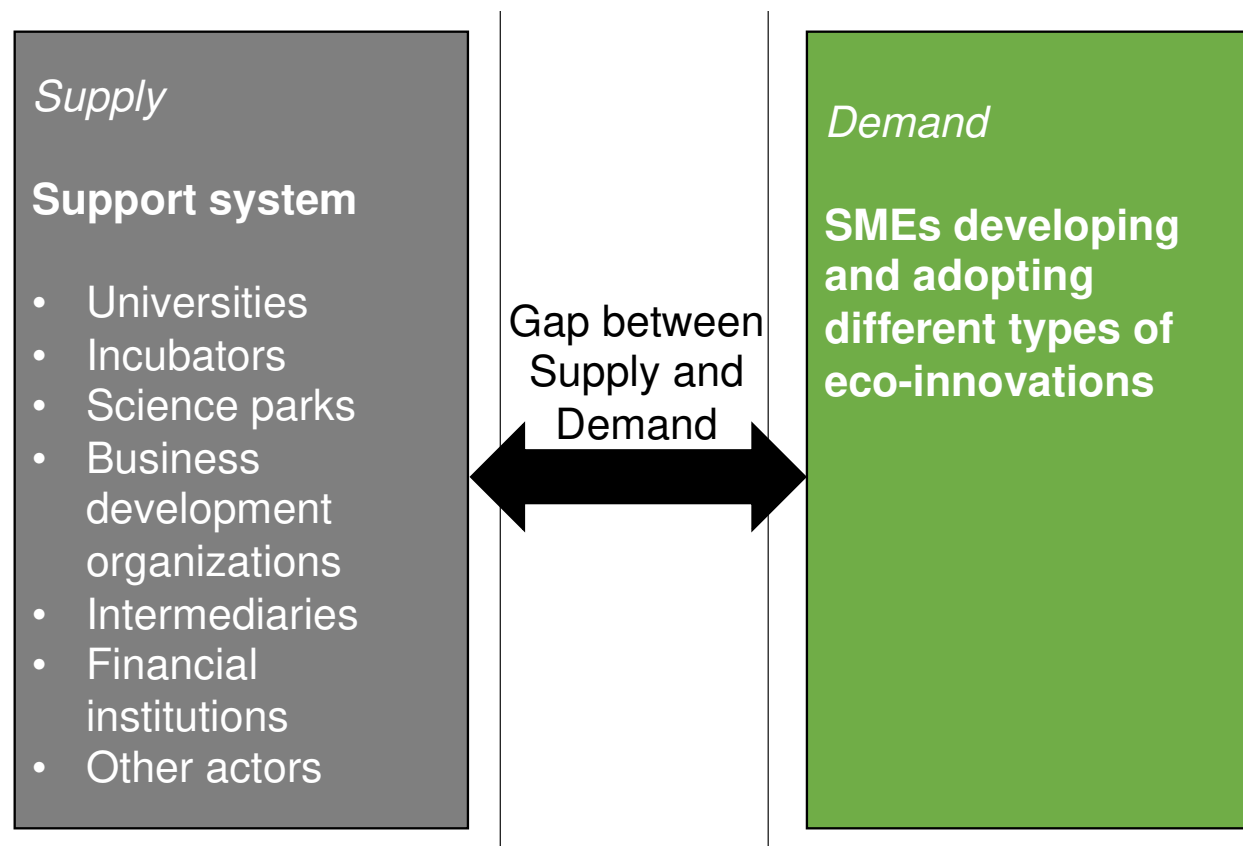 Supply
Support system
• Universities
• Incubators
• Science parks
• Business
development
organizations
• Intermediaries
• Financial
institutions
• Other actors
Gap between
Supply and
Demand
Demand
SMEs developing
and adopting
different types of
eco-innovations